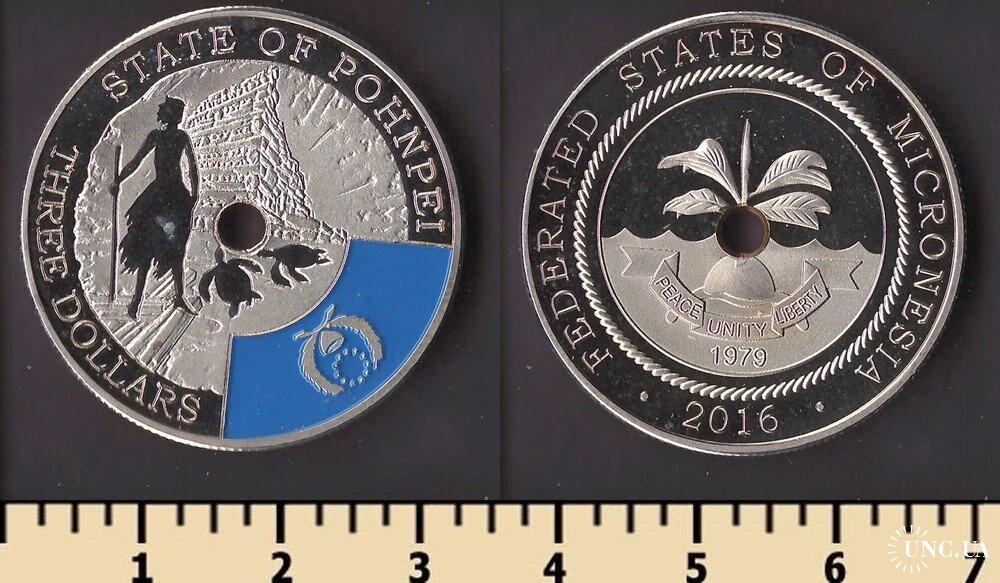 STATE OF POHNPEI
THREE DOLLARS
FEDERATED STATES OF MICRONESIA
PEACE UNITY LIBERTY
1979
· 2016 ·
1 2 3 4 5 6 7
UNC.UA